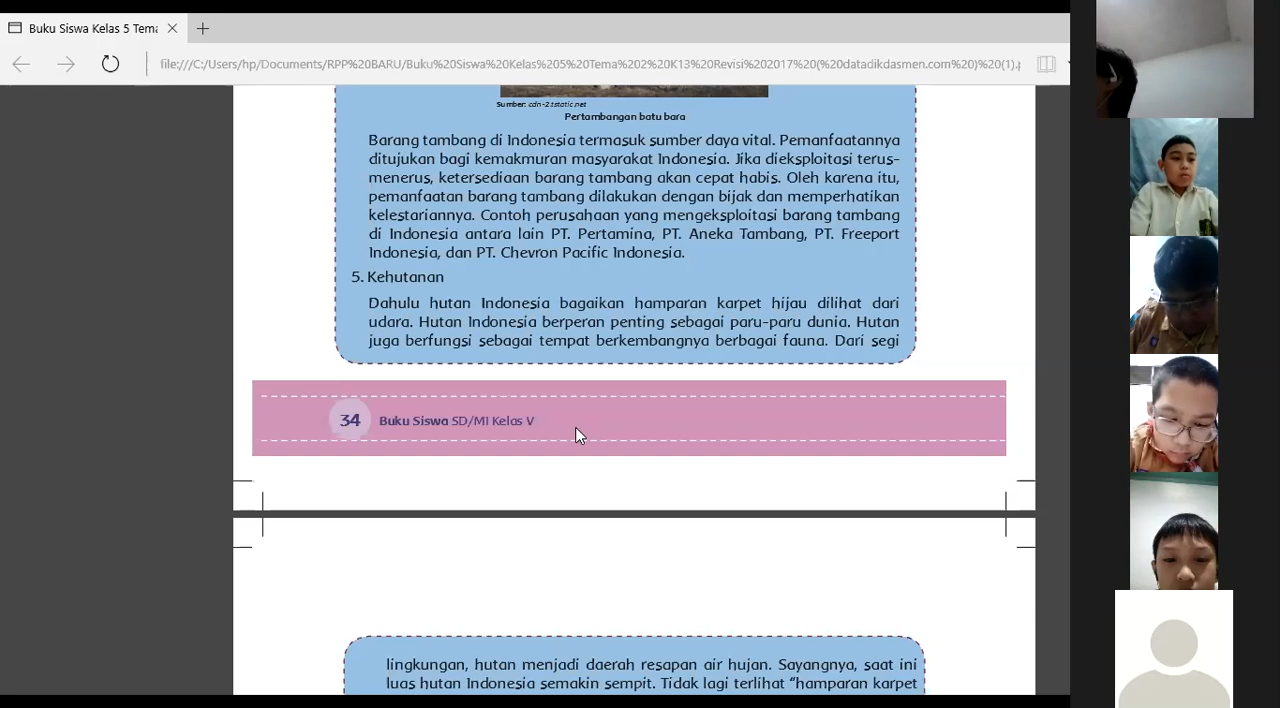 Buku Siswa Kelas 5 Tema
file:///C:/Users/hp/Documents/RPP%20BARU/Buku%20Siswa%20Kelas%205%20Tema%202%20K13%20Revisi%202017%20(%20datadikdasmen.com%20)%20(1).p
Sumber: cdn-2.tstatic.net
Pertambangan batu bara
Barang tambang di Indonesia termasuk sumber daya vital. Pemanfaatannya
ditujukan bagi kemakmuran masyarakat Indonesia. Jika dieksploitasi terus-
menerus, ketersediaan barang tambang akan cepat habis. Oleh karena itu,
pemanfaatan barang tambang dilakukan dengan bijak dan memperhatikan
kelestariannya. Contoh perusahaan yang mengeksploitasi barang tambang
di Indonesia antara lain PT. Pertamina, PT. Aneka Tambang, PT. Freeport
Indonesia, dan PT. Chevron Pacific Indonesia.
5. Kehutanan
Dahulu hutan Indonesia bagaikan hamparan karpet hijau dilihat dari
udara. Hutan Indonesia berperan penting sebagai paru-paru dunia. Hutan
juga berfungsi sebagai tempat berkembangnya berbagai fauna. Dari segi
34 Buku Siswa SD/MI Kelas V
lingkungan, hutan menjadi daerah resapan air hujan. Sayangnya, saat ini
luas hutan Indonesia semakin sempit. Tidak lagi terlihat “hamparan karpet